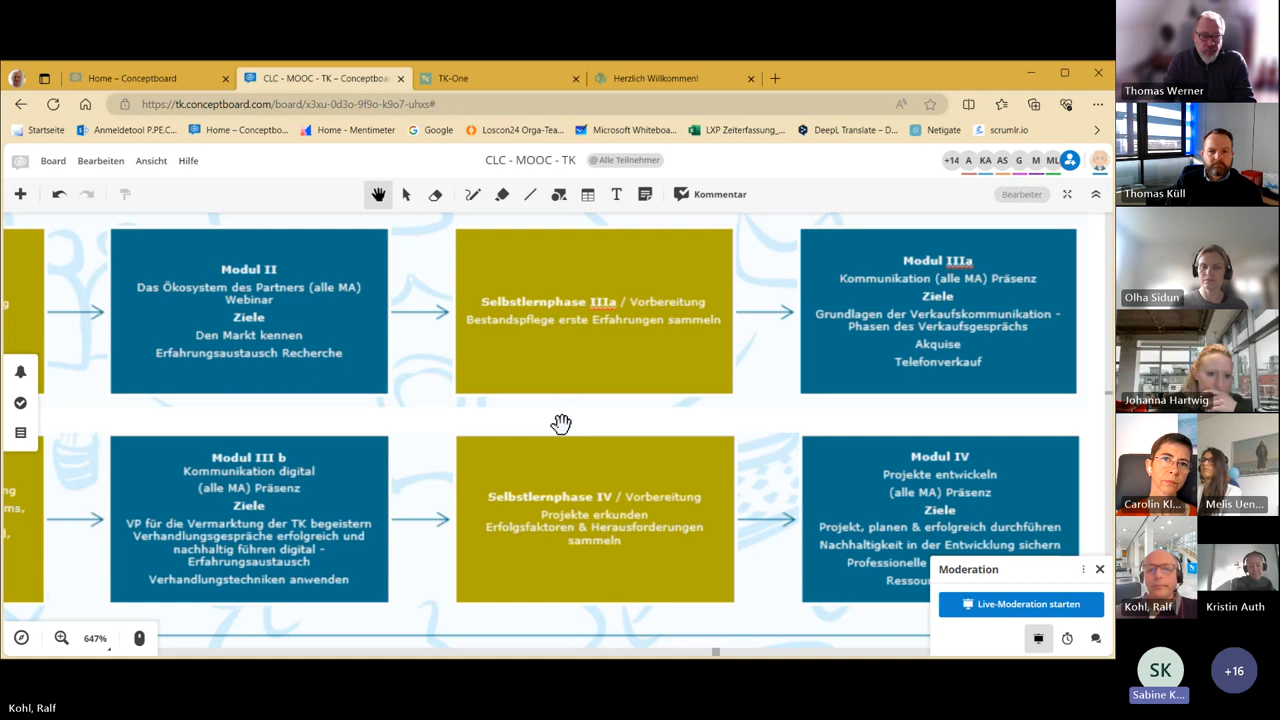 Home – Conceptboard
CLC - MOOC - TK – Conceptboa
TK-One
Herzlich Willkommen!
https://tk.conceptboard.com/board/x3xu-0d3o-9f9o-k9o7-uhxs#
Startseite
Anmeldetool P.PE.C...
Home – Conceptbo...
Home - Mentimeter
Google
Loscon24 Orga-Tea...
Microsoft Whiteboa...
LXP Zeiterfassung_...
DeepL Translate – D...
Netigate
scrumlr.io
Board
Bearbeiten
Ansicht
Hilfe
CLC - MOOC - TK
@ Alle Teilnehmer
+14
A
KA
AS
G
M
ML
Kommentar
Bearbeiter
Modul II
Das Ökosystem des Partners (alle MA)
Webinar
Ziele
Den Markt kennen
Erfahrungsaustausch Recherche
Selbstlernphase IIIa / Vorbereitung
Bestandspflege erste Erfahrungen sammeln
Modul IIIa
Kommunikation (alle MA) Präsenz
Ziele
Grundlagen der Verkaufskommunikation -
Phasen des Verkaufsgesprächs
Akquise
Telefonverkauf
Modul III b
Kommunikation digital
(alle MA) Präsenz
Ziele
VP für die Vermarktung der TK begeistern
Verhandlungsgespräche erfolgreich und
nachhaltig führen digital -
Erfahrungsaustausch
Verhandlungstechniken anwenden
Selbstlernphase IV / Vorbereitung
Projekte erkunden
Erfolgsfaktoren & Herausforderungen
sammeln
Modul IV
Projekte entwickeln
(alle MA) Präsenz
Ziele
Projekt, planen & erfolgreich durchführen
Nachhaltigkeit in der Entwicklung sichern
Professionelle
Ressour
Moderation
Live-Moderation starten
647%
Thomas Werner
Thomas Küll
Olha Sidun
Johanna Hartwig
Carolin Kl...
Melis Uen...
Kohl, Ralf
Kristin Auth
SK
Sabine K...
+16
Kohl, Ralf